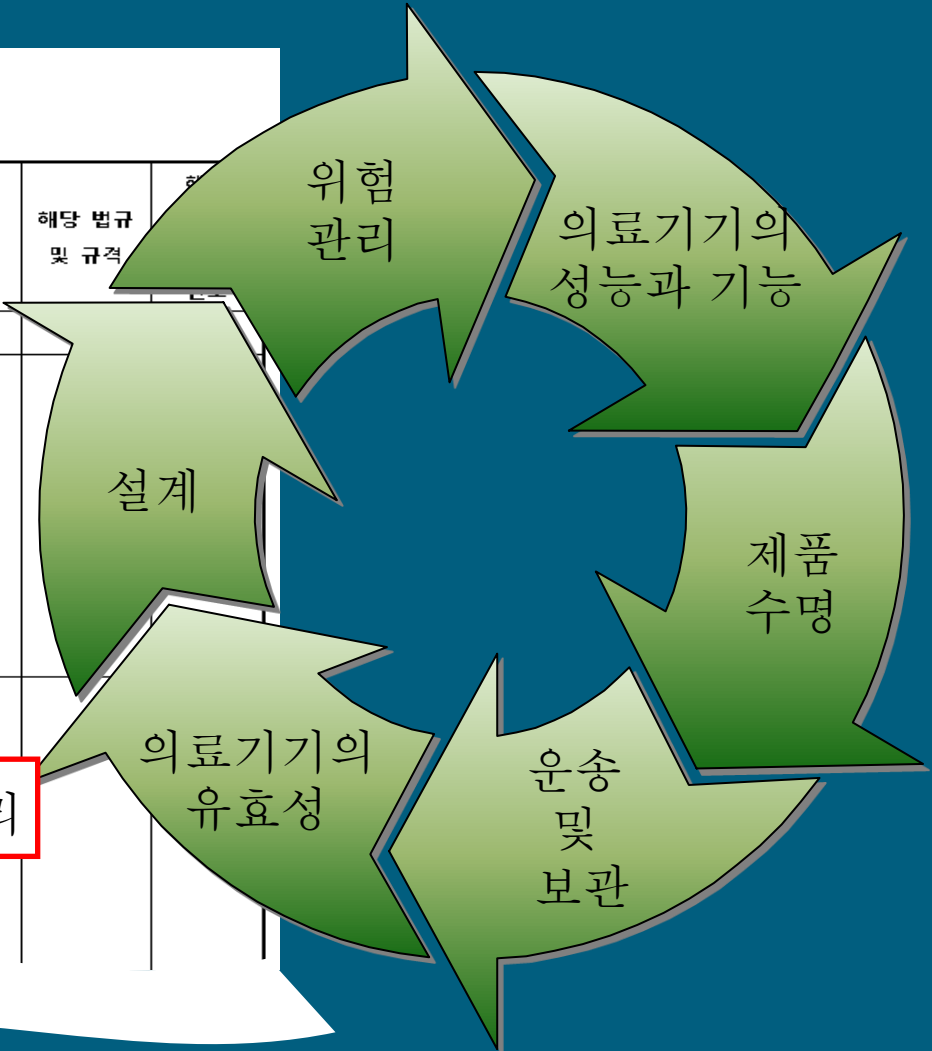 해당 법규
및 규격
위험
관리
의료기기의
성능과 기능
제품
수명
운송
및
보관
의료기기의
유효성
설계